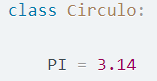 class Circulo:
    PI = 3.14